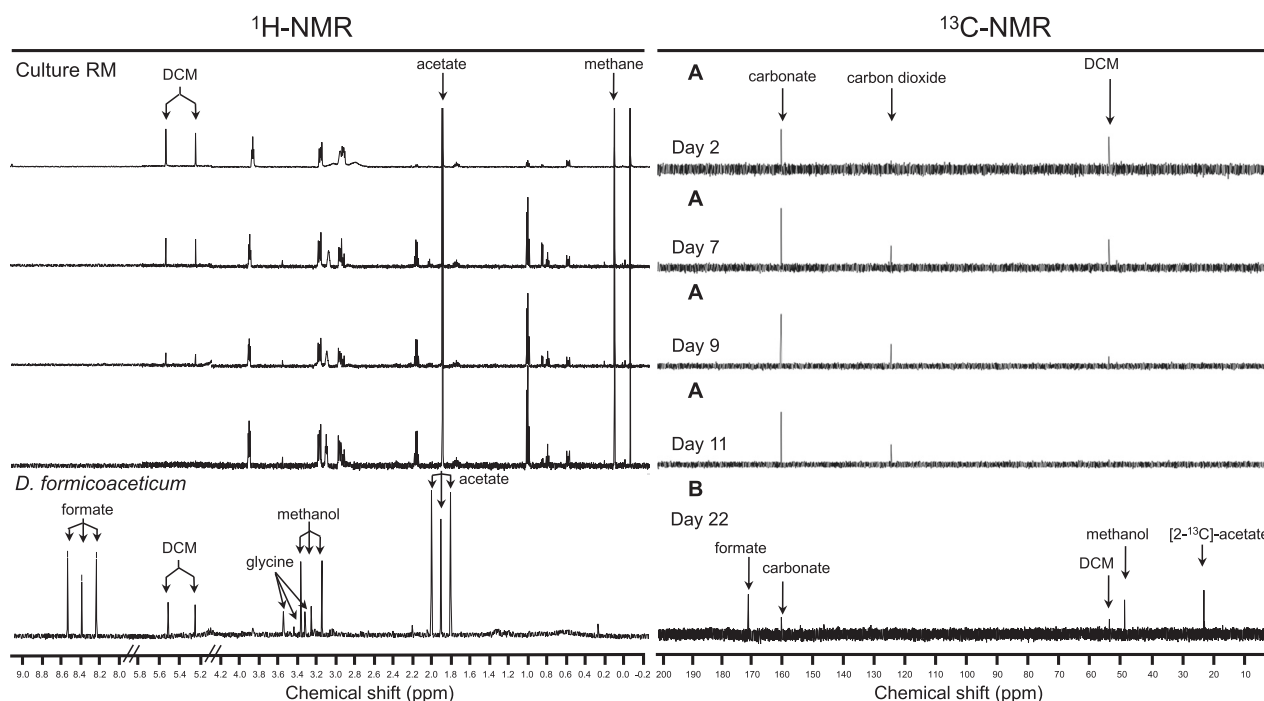 ¹H-NMR
Culture RM
DCM
acetate
methane
D. formicoaceticum
formate
DCM
glycine
methanol
acetate
9.0 8.8 8.6 8.4 8.2 8.0 5.8 5.6 5.4 5.2 4.2 4.0 3.8 3.6 3.4 3.2 3.0 2.8 2.6 2.4 2.2 2.0 1.8 1.6 1.4 1.2 1.0 0.8 0.6 0.4 0.2 0.0 -0.2
Chemical shift (ppm)
¹³C-NMR
A
carbonate
carbon dioxide
DCM
Day 2
A
Day 7
A
Day 9
A
Day 11
B
Day 22
formate
carbonate
DCM
methanol
[2-¹³C]-acetate
200 190 180 170 160 150 140 130 120 110 100 90 80 70 60 50 40 30 20 10
Chemical shift (ppm)